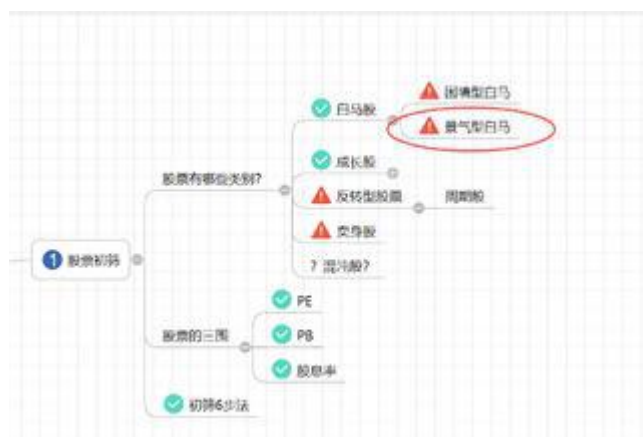 困境型白马
白马股
景气型白马
成长股
股票有哪些类别?
反转型股票
周期股
变身股
1 股票初筛
? 混沌股?
PE
股票的三围
PB
股息率
初筛6步法